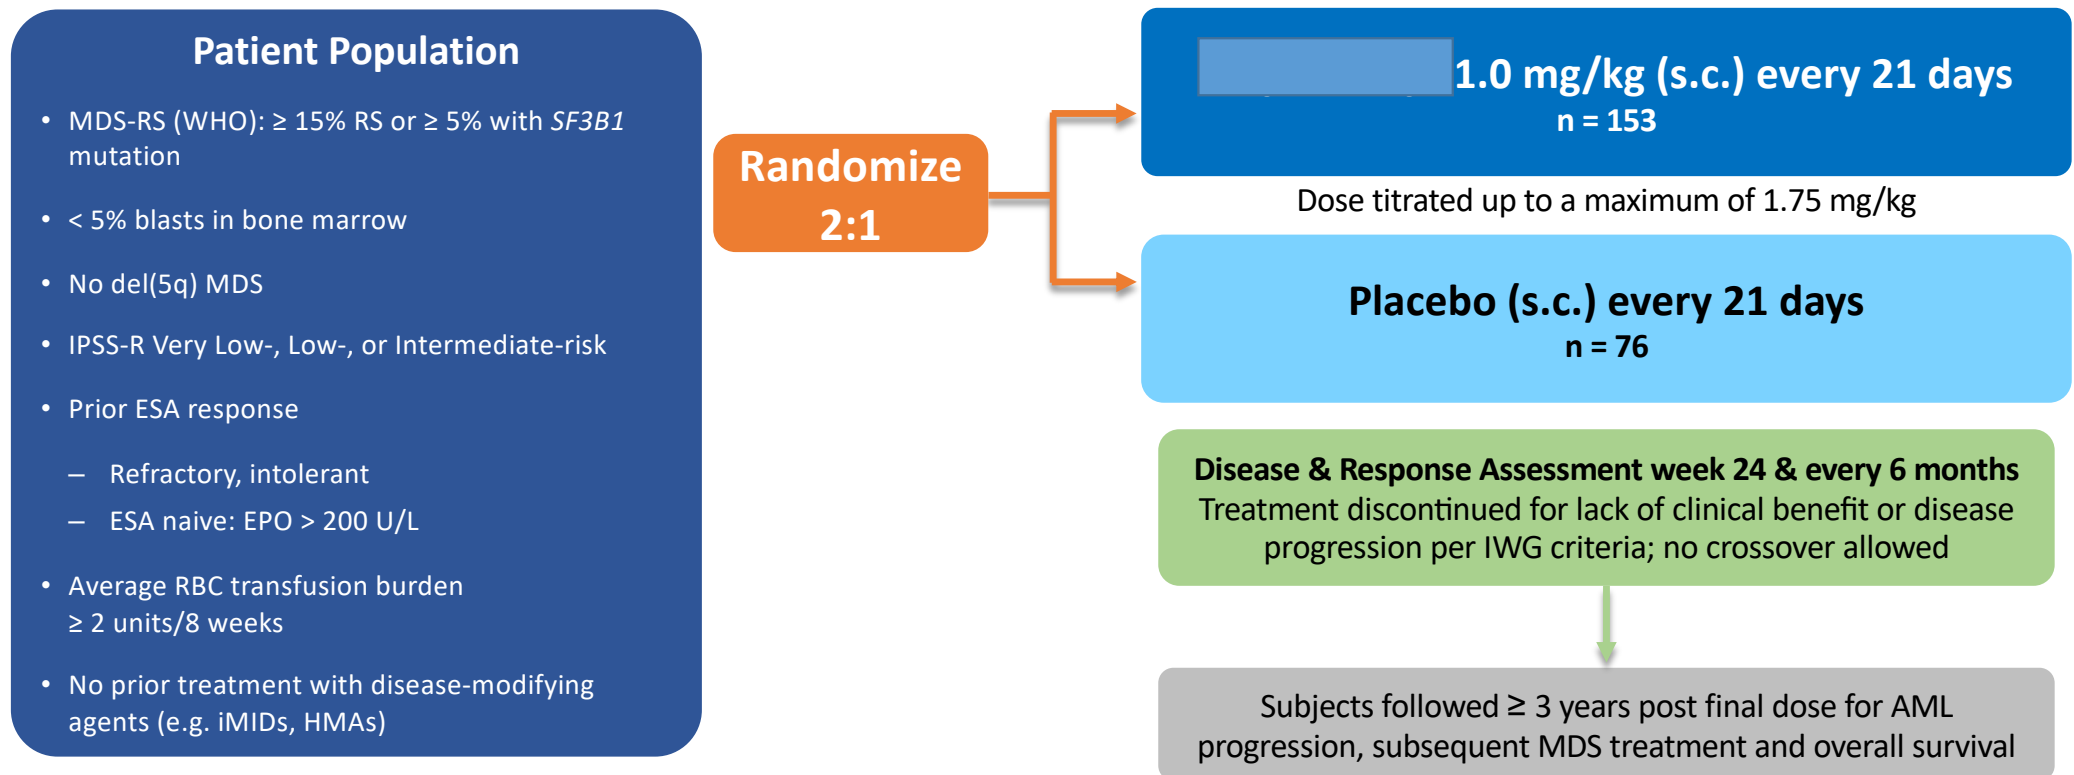 Patient Population
• MDS-RS (WHO): ≥ 15% RS or ≥ 5% with SF3B1
mutation
• < 5% blasts in bone marrow
• No del(5q) MDS
• IPSS-R Very Low-, Low-, or Intermediate-risk
• Prior ESA response
– Refractory, intolerant
– ESA naive: EPO > 200 U/L
• Average RBC transfusion burden
≥ 2 units/8 weeks
• No prior treatment with disease-modifying
agents (e.g. iMIDs, HMAs)
Randomize
2:1
1.0 mg/kg (s.c.) every 21 days
n = 153
Dose titrated up to a maximum of 1.75 mg/kg
Placebo (s.c.) every 21 days
n = 76
Disease & Response Assessment week 24 & every 6 months
Treatment discontinued for lack of clinical benefit or disease
progression per IWG criteria; no crossover allowed
Subjects followed ≥ 3 years post final dose for AML
progression, subsequent MDS treatment and overall survival